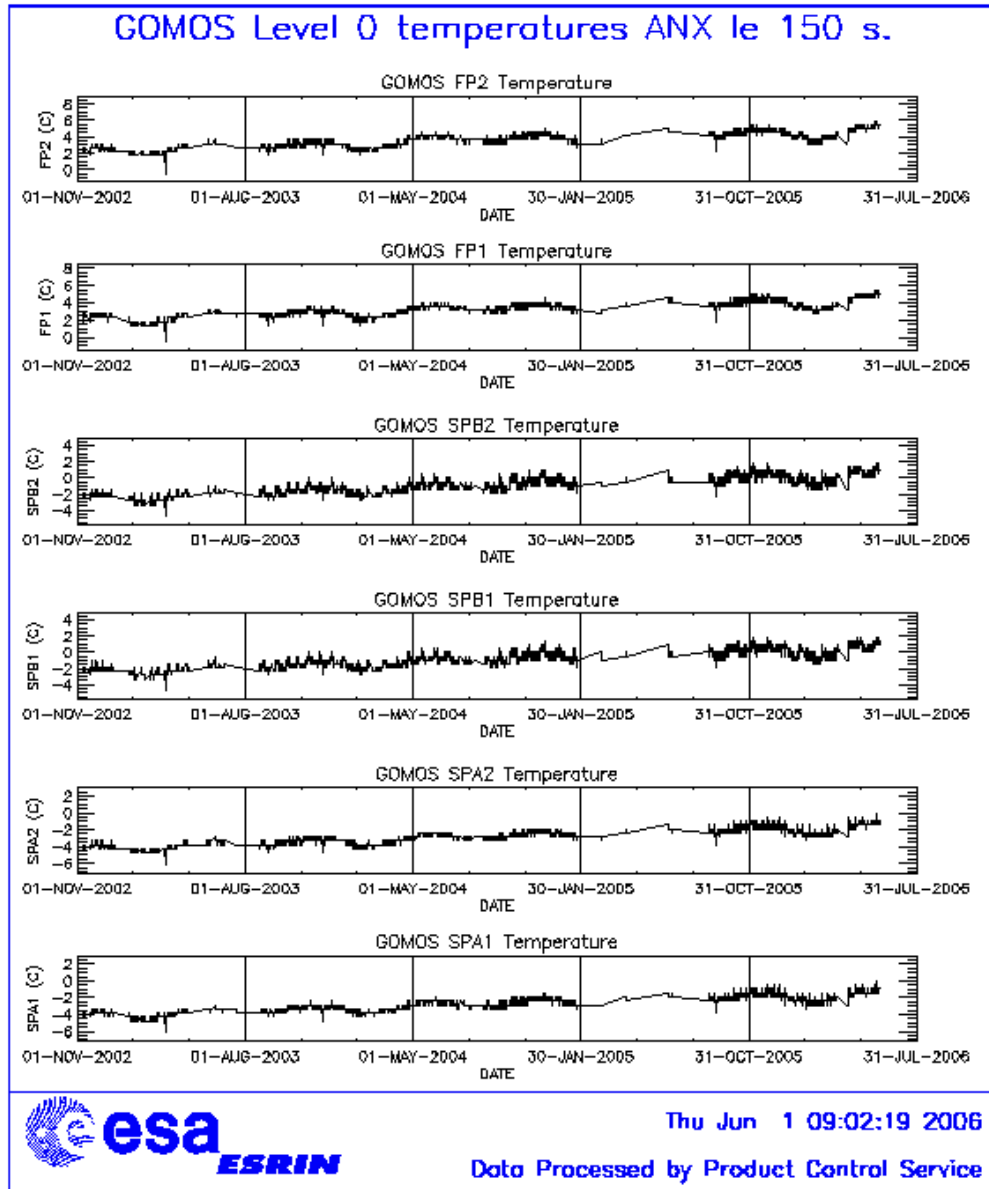 GOMOS Level 0 temperatures ANX le 150 s.
GOMOS FP2 Temperature
FP2 (C)
8
6
4
2
0
01-NOV-2002 01-AUG-2003 01-MAY-2004 30-JAN-2005 31-OCT-2005 31-JUL-2006
DATE
GOMOS FP1 Temperature
FP1 (C)
8
6
4
2
0
01-NOV-2002 01-AUG-2003 01-MAY-2004 30-JAN-2005 31-OCT-2005 31-JUL-2006
DATE
GOMOS SPB2 Temperature
SPB2 (C)
4
2
0
-2
-4
01-NOV-2002 01-AUG-2003 01-MAY-2004 30-JAN-2005 31-OCT-2005 31-JUL-2006
DATE
GOMOS SPB1 Temperature
SPB1 (C)
4
2
0
-2
-4
01-NOV-2002 01-AUG-2003 01-MAY-2004 30-JAN-2005 31-OCT-2005 31-JUL-2006
DATE
GOMOS SPA2 Temperature
SPA2 (C)
2
0
-2
-4
-6
01-NOV-2002 01-AUG-2003 01-MAY-2004 30-JAN-2005 31-OCT-2005 31-JUL-2006
DATE
GOMOS SPA1 Temperature
SPA1 (C)
2
0
-2
-4
-6
01-NOV-2002 01-AUG-2003 01-MAY-2004 30-JAN-2005 31-OCT-2005 31-JUL-2006
DATE
esa
ESRIN
Thu Jun 1 09:02:19 2006
Data Processed by Product Control Service